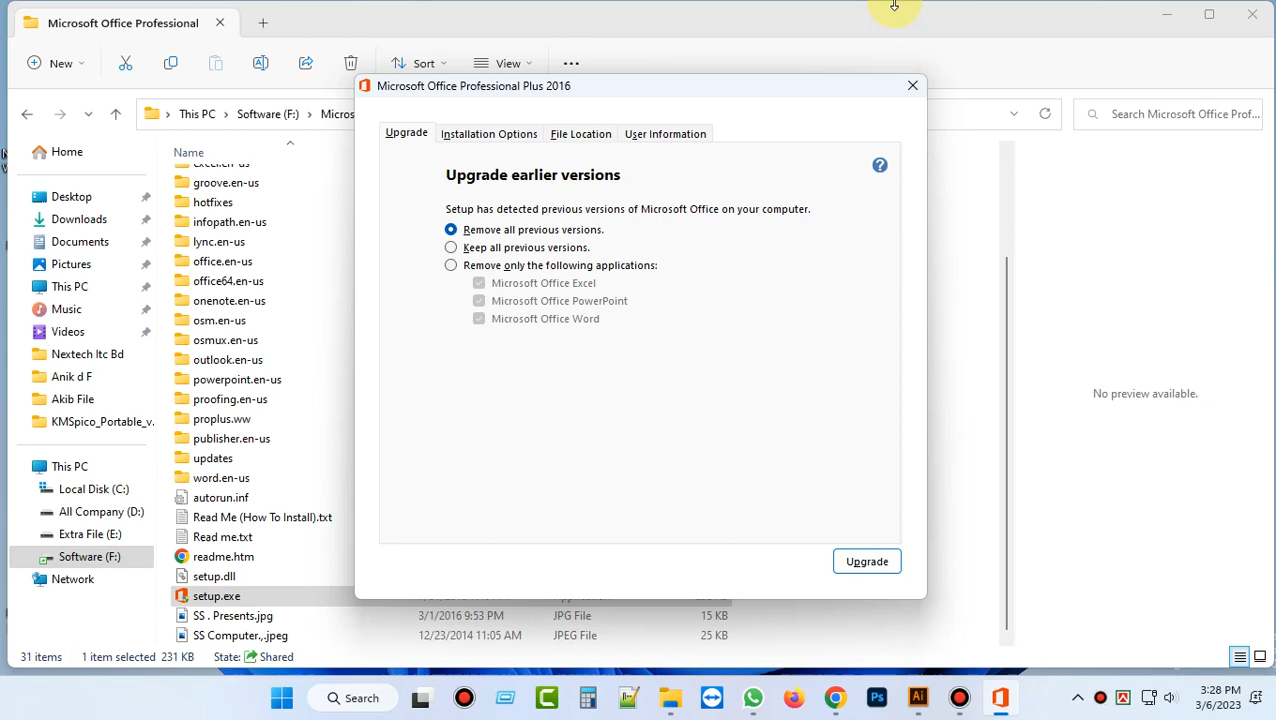 Microsoft Office Professional
New
Sort
View
This PC
Software (F:)
Micros
Search Microsoft Office Prof...
Microsoft Office Professional Plus 2016
Upgrade
Installation Options
File Location
User Information
Upgrade earlier versions
Setup has detected previous versions of Microsoft Office on your computer.
Remove all previous versions.
Keep all previous versions.
Remove only the following applications:
Microsoft Office Excel
Microsoft Office PowerPoint
Microsoft Office Word
Upgrade
Home
Desktop
Downloads
Documents
Pictures
This PC
Music
Videos
Nextech Itc Bd
Anik d F
Akib File
KMSpico_Portable_v.
This PC
Local Disk (C:)
All Company (D:)
Extra File (E:)
Software (F:)
Network
Name
excel.en-us
groove.en-us
hotfixes
infopath.en-us
lync.en-us
office.en-us
office64.en-us
onenote.en-us
osm.en-us
osmux.en-us
outlook.en-us
powerpoint.en-us
proofing.en-us
proplus.ww
publisher.en-us
updates
word.en-us
autorun.inf
Read Me (How To Install).txt
Read me.txt
readme.htm
setup.dll
setup.exe
SS . Presents.jpg 3/1/2016 9:53 PM JPG File 15 KB
SS Computer.,.jpeg 12/23/2014 11:05 AM JPEG File 25 KB
No preview available.
31 items 1 item selected 231 KB State: Shared
Search
3:28 PM
3/6/2023